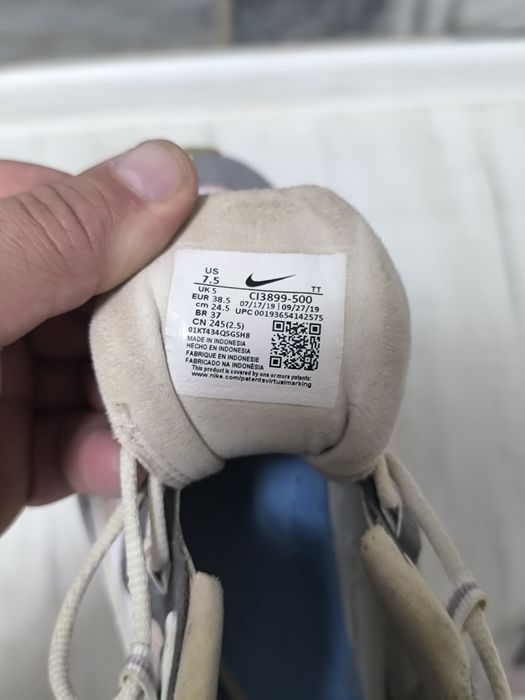 US
7.5
TT
UK 5
CI3899-500
EUR 38.5
07/17/19 | 09/27/19
cm 24.5
UPC 00193654142575
BR 37
CN 245(2.5)
01KT434Q5G5H8
MADE IN INDONESIA
HECHO EN INDONESIA
FABRIQUE EN INDONESIE
FABRICADO NA INDONÉSIA
This product is covered by one or more patents:
www.nike.com/patentsvirtualmarking